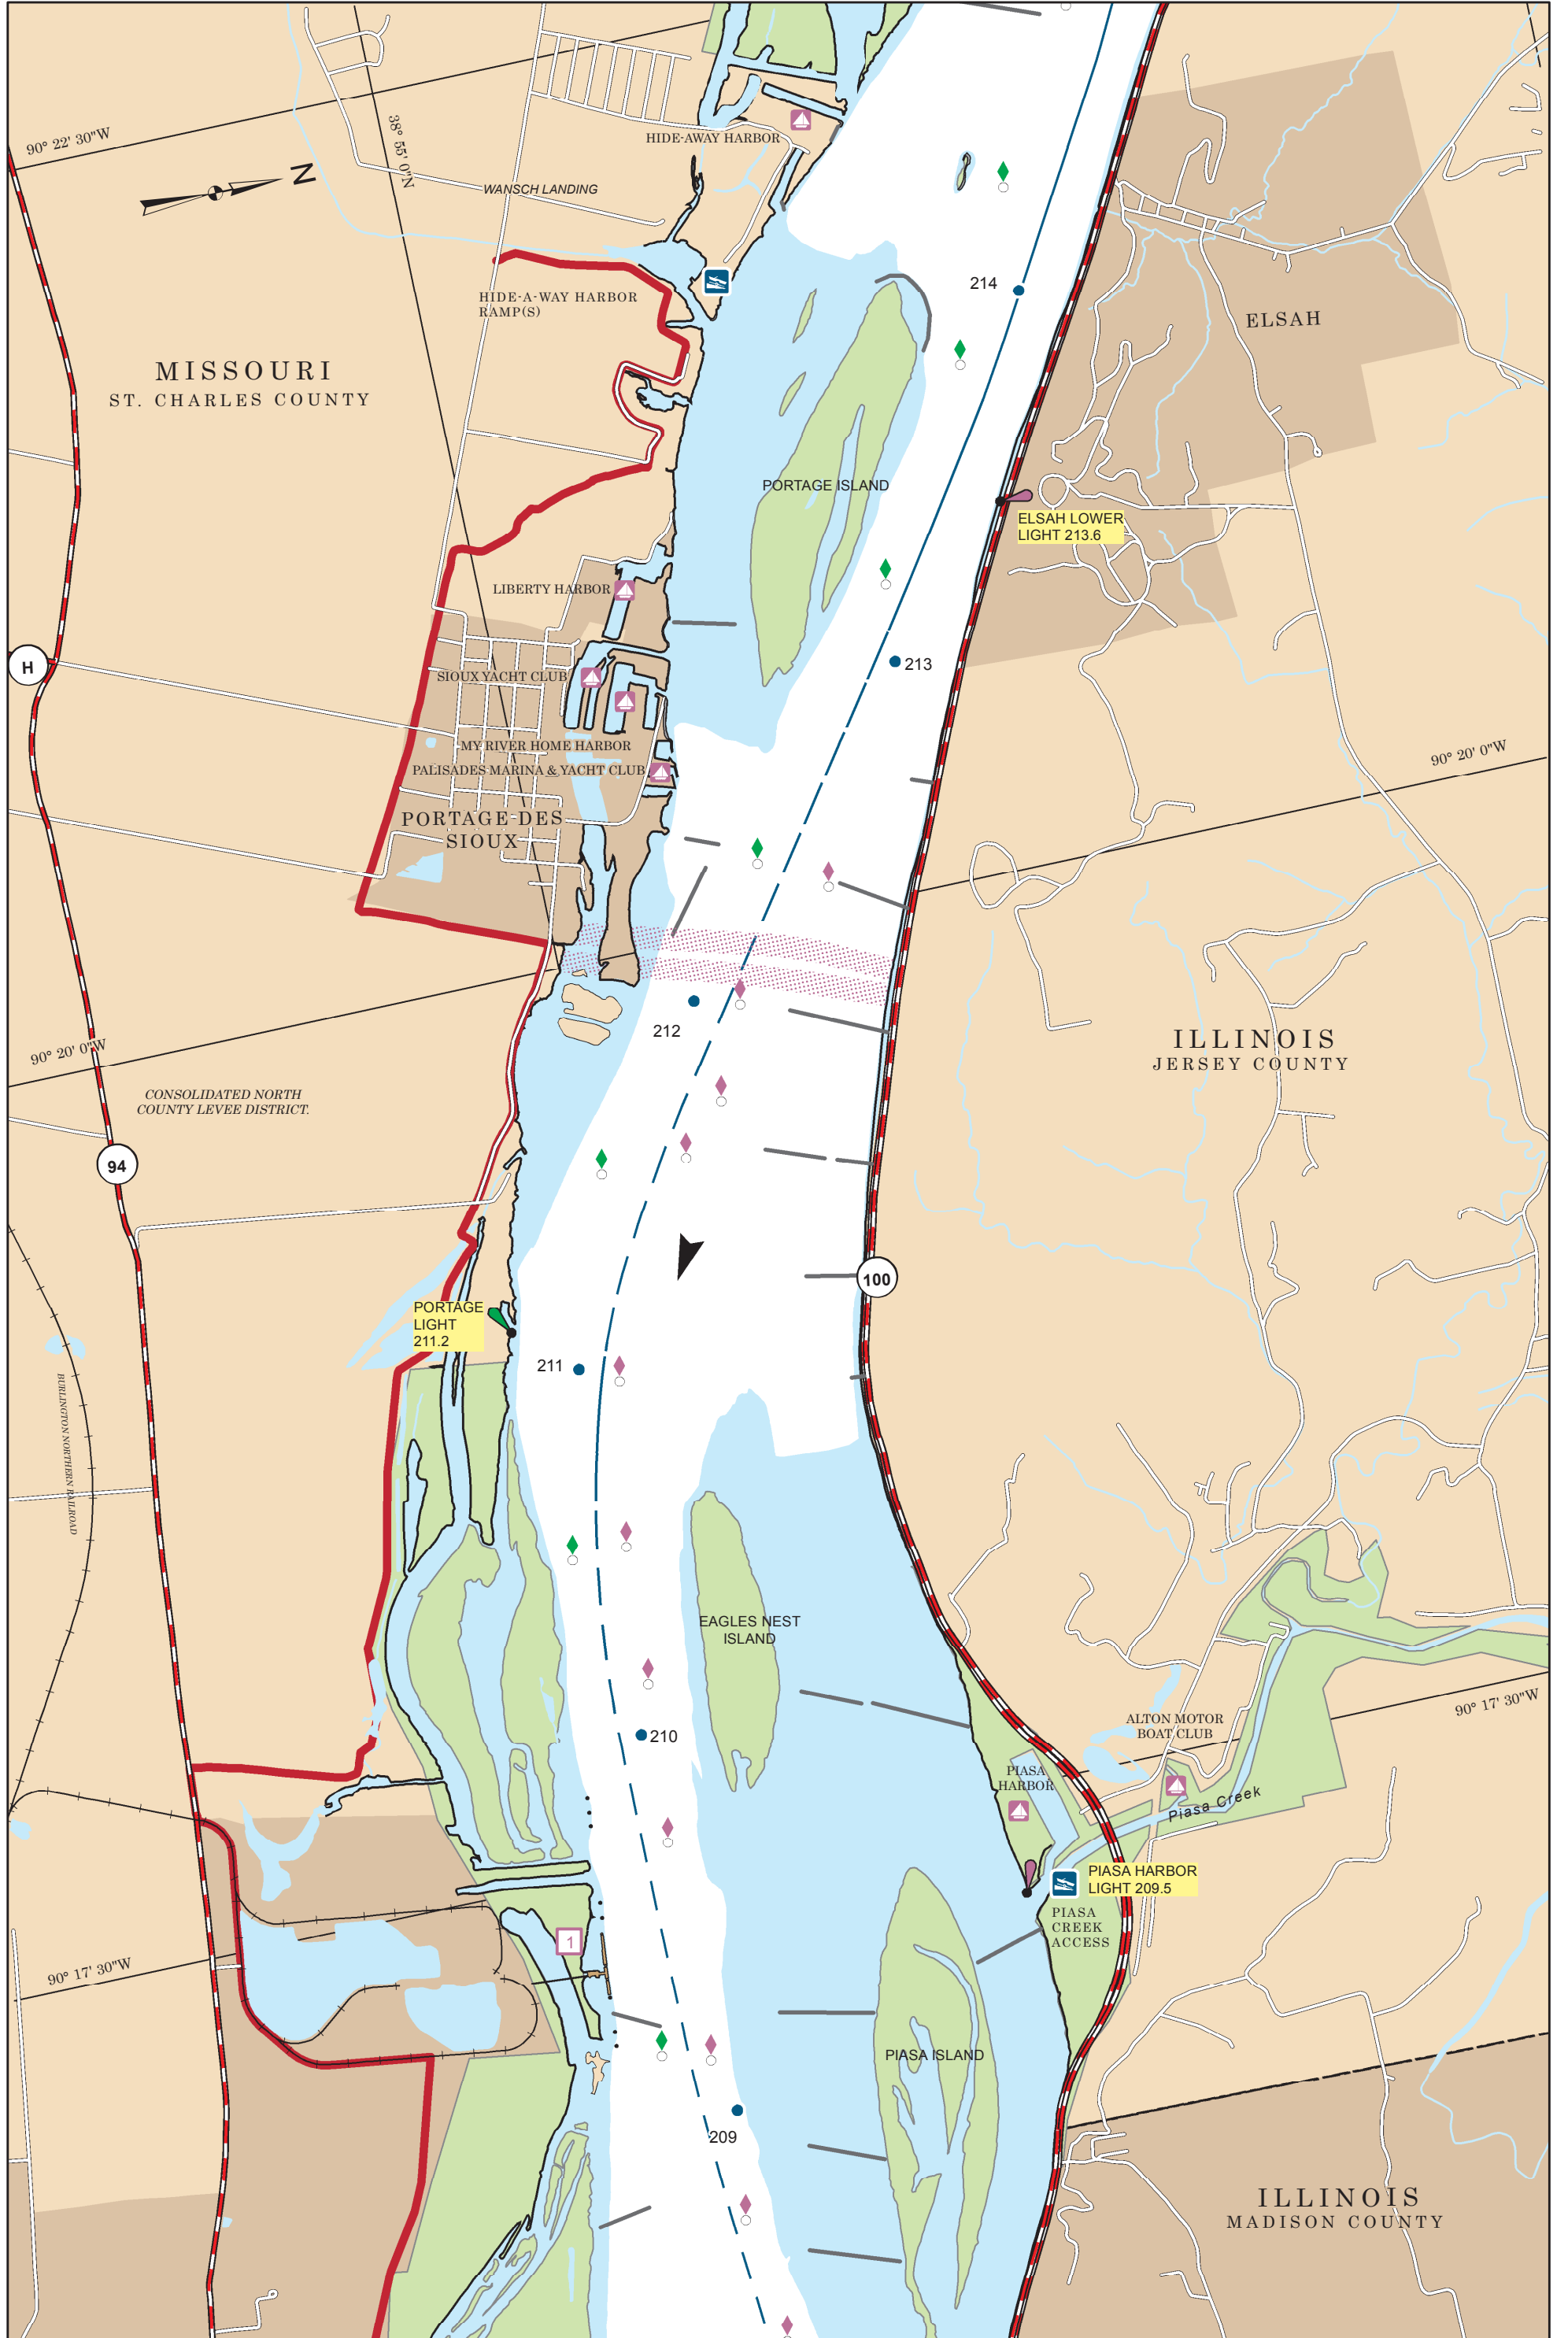 90° 22' 30"W
38° 55' 0"N
N
HIDE-AWAY HARBOR
WANSCH LANDING
HIDE-A-WAY HARBOR
RAMP(S)
214
ELSAH
MISSOURI
ST. CHARLES COUNTY
PORTAGE ISLAND
ELSAH LOWER
LIGHT 213.6
LIBERTY HARBOR
H
213
SIOUX YACHT CLUB
MY RIVER HOME HARBOR
PALISADES MARINA & YACHT CLUB
90° 20' 0"W
PORTAGE DES
SIOUX
212
90° 20' 0"W
ILLINOIS
JERSEY COUNTY
CONSOLIDATED NORTH
COUNTY LEVEE DISTRICT.
94
100
PORTAGE
LIGHT
211.2
211
BURLINGTON NORTHERN RAILROAD
EAGLES NEST
ISLAND
90° 17' 30"W
210
ALTON MOTOR
BOAT CLUB
PIASA
HARBOR
Piasa Creek
PIASA HARBOR
LIGHT 209.5
PIASA
CREEK
ACCESS
1
90° 17' 30"W
PIASA ISLAND
209
ILLINOIS
MADISON COUNTY